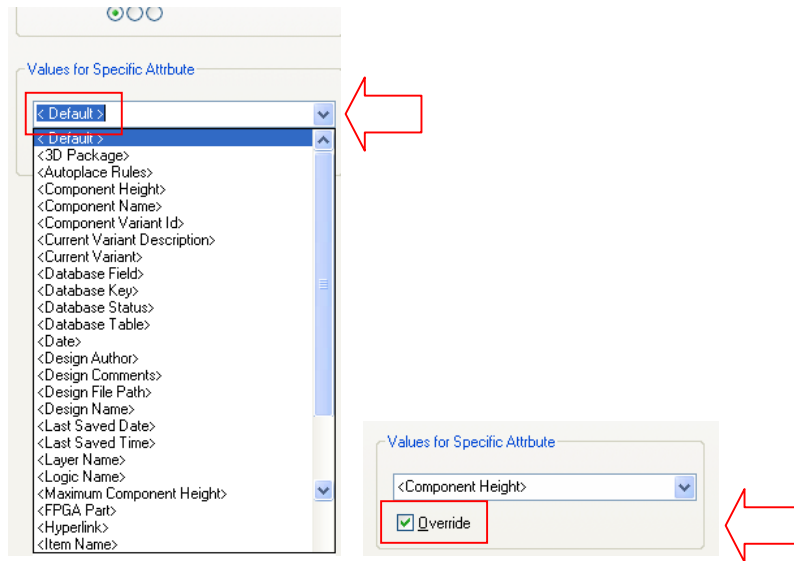 Values for Specific Attrbute
< Default >
< Default >
<3D Package>
<Autoplace Rules>
<Component Height>
<Component Name>
<Component Variant Id>
<Current Variant Description>
<Current Variant>
<Database Field>
<Database Key>
<Database Status>
<Database Table>
<Date>
<Design Author>
<Design Comments>
<Design File Path>
<Design Name>
<Last Saved Date>
<Last Saved Time>
<Layer Name>
<Logic Name>
<Maximum Component Height>
<FPGA Part>
<Hyperlink>
<Item Name>
Values for Specific Attrbute
<Component Height>
Override